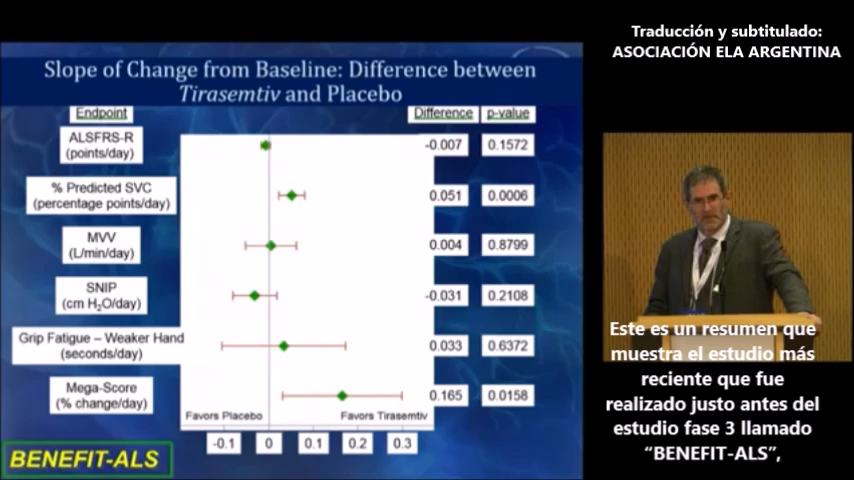 Traducción y subtitulado:
ASOCIACIÓN ELA ARGENTINA
Slope of Change from Baseline: Difference between
Tirasemtiv and Placebo
Endpoint
Difference
p-value
ALSFRS-R
(points/day)
-0.007
0.1572
% Predicted SVC
(percentage points/day)
0.051
0.0006
MVV
(L/min/day)
0.004
0.8799
SNIP
(cm H₂O/day)
-0.031
0.2108
Grip Fatigue – Weaker Hand
(seconds/day)
0.033
0.6372
Mega-Score
(% change/day)
0.165
0.0158
Favors Placebo
Favors Tirasemtiv
-0.1 0 0.1 0.2 0.3
BENEFIT-ALS
Este es un resumen que
muestra el estudio más
reciente que fue
realizado justo antes del
estudio fase 3 llamado
“BENEFIT-ALS”,